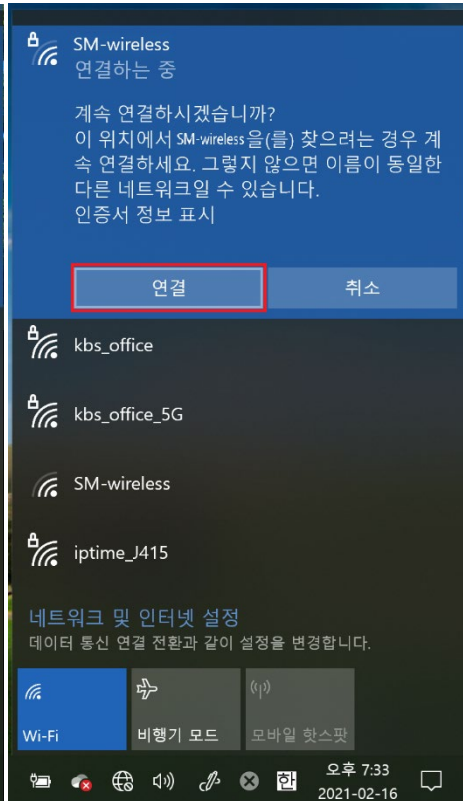 SM-wireless
연결하는 중
계속 연결하시겠습니까?
이 위치에서 SM-wireless을(를) 찾으려는 경우 계
속 연결하세요. 그렇지 않으면 이름이 동일한
다른 네트워크일 수 있습니다.
인증서 정보 표시
연결 취소
kbs_office
kbs_office_5G
SM-wireless
iptime_J415
네트워크 및 인터넷 설정
데이터 통신 연결 전환과 같이 설정을 변경합니다.
Wi-Fi 비행기 모드 모바일 핫스팟
한 오후 7:33
2021-02-16